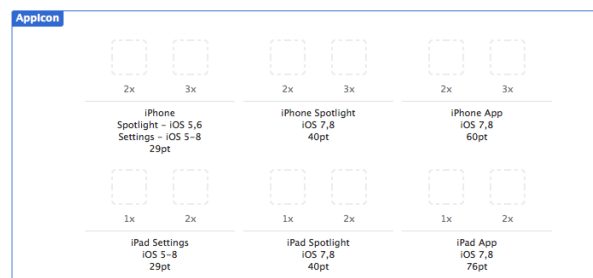 AppIcon
2x 3x 2x 3x 2x 3x
iPhone
Spotlight – iOS 5,6
Settings – iOS 5–8
29pt
iPhone Spotlight
iOS 7,8
40pt
iPhone App
iOS 7,8
60pt
1x 2x 1x 2x 1x 2x
iPad Settings
iOS 5–8
29pt
iPad Spotlight
iOS 7,8
40pt
iPad App
iOS 7,8
76pt